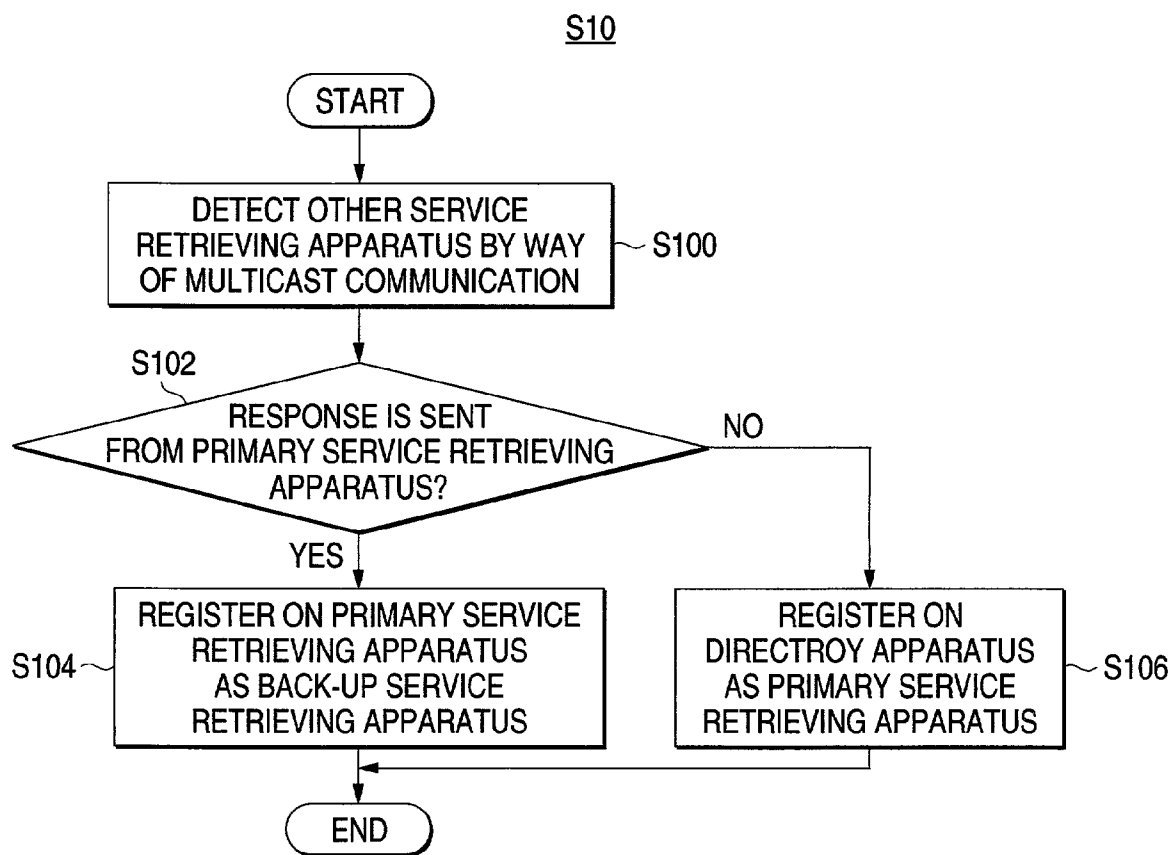 S10
START
DETECT OTHER SERVICE
RETRIEVING APPARATUS BY WAY
OF MULTICAST COMMUNICATION
S100
S102
RESPONSE IS SENT
FROM PRIMARY SERVICE RETRIEVING
APPARATUS?
NO
YES
REGISTER ON PRIMARY SERVICE
RETRIEVING APPARATUS
AS BACK-UP SERVICE
RETRIEVING APPARATUS
S104
REGISTER ON
DIRECTROY APPARATUS
AS PRIMARY SERVICE
RETRIEVING APPARATUS
S106
END